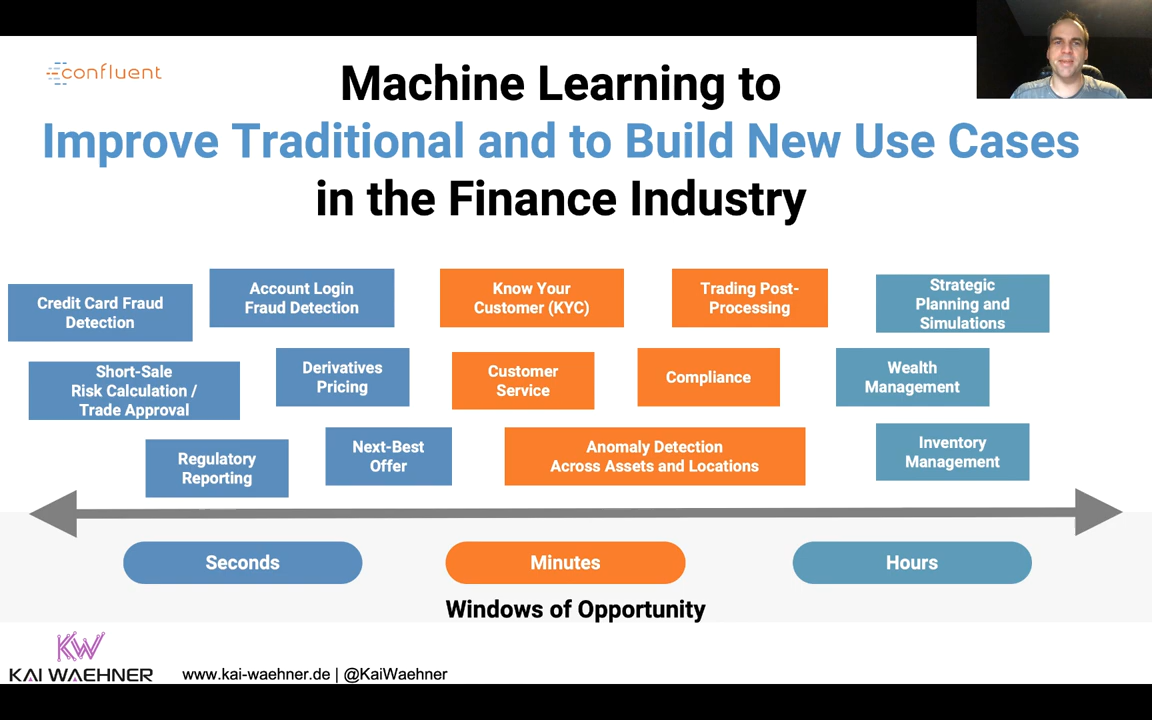 confluent
Machine Learning to
Improve Traditional and to Build New Use Cases
in the Finance Industry
Credit Card Fraud
Detection
Account Login
Fraud Detection
Know Your
Customer (KYC)
Trading Post-
Processing
Strategic
Planning and
Simulations
Short-Sale
Risk Calculation /
Trade Approval
Derivatives
Pricing
Customer
Service
Compliance
Wealth
Management
Regulatory
Reporting
Next-Best
Offer
Anomaly Detection
Across Assets and Locations
Inventory
Management
Seconds
Minutes
Hours
Windows of Opportunity
KW
KAI WAEHNER
www.kai-waehner.de | @KaiWaehner